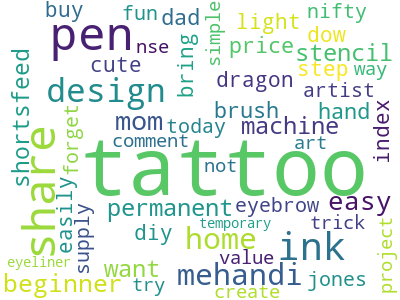 buy
fun
dad
light
nifty
pen
nse
bring
simple
price
dow
stencil
cute
step
way
shortsfeed
design
dragon
artist
forget
mom
today
brush
machine
hand
index
share
comment
not
art
tattoo
easily
permanent
eyebrow
easy
supply
diy
home
temporary
trick
ink
value
project
eyeliner
want
mehandi
jones
beginner
try
create